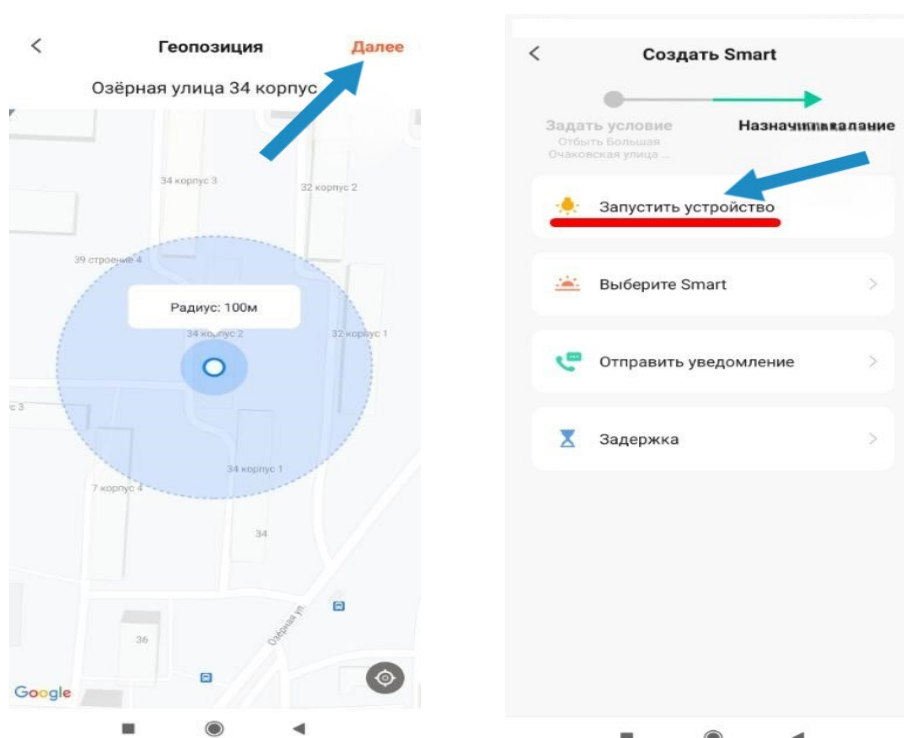 Геопозиция
Далее
Озёрная улица 34 корпус
34 корпус 3
32 корпус 2
39 строение 4
Радиус: 100м
34 корпус 2
32 корпус 1
с 3
34 корпус 1
7 корпус 4
34
Озёрная ул.
36
Google
Создать Smart
Задать условие
Отбыть Большая
Очаковская улица ...
Запустить устройство
Выберите Smart
Отправить уведомление
Задержка